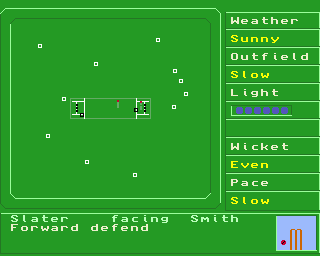 Weather
Sunny
Outfield
Slow
Light
Wicket
Even
Pace
Slow
Slater facing Smith
Forward defend